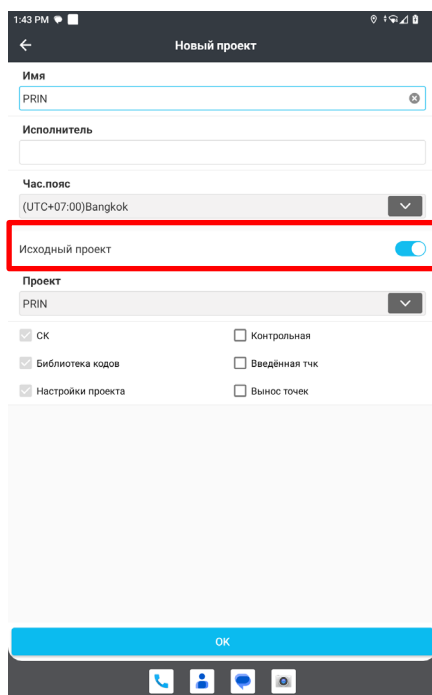 1:43 PM
Новый проект
Имя
PRIN
Исполнитель
Час.пояс
(UTC+07:00)Bangkok
Исходный проект
Проект
PRIN
СК
Контрольная
Библиотека кодов
Введённая тчк
Настройки проекта
Вынос точек
OK